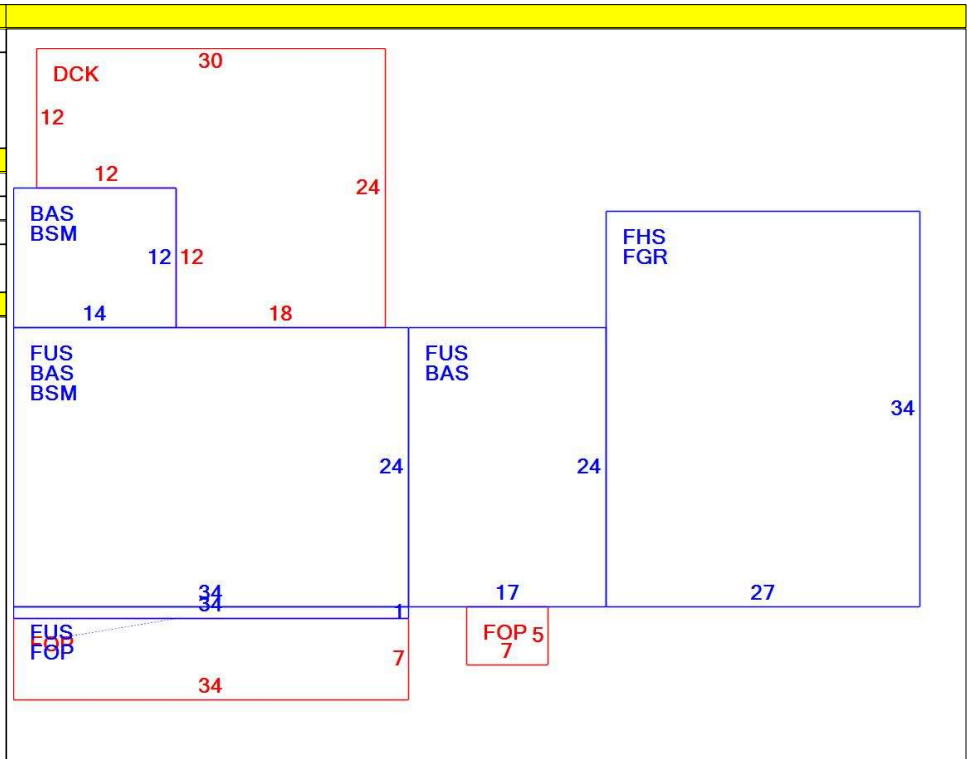 30
DCK
12
12
24
BAS
BSM
12 12
14
18
FHS
FGR
FUS
BAS
BSM
FUS
BAS
34
24
24
34
34
17
27
1
FUS
FOP
FOP
7
34
FOP 5
7